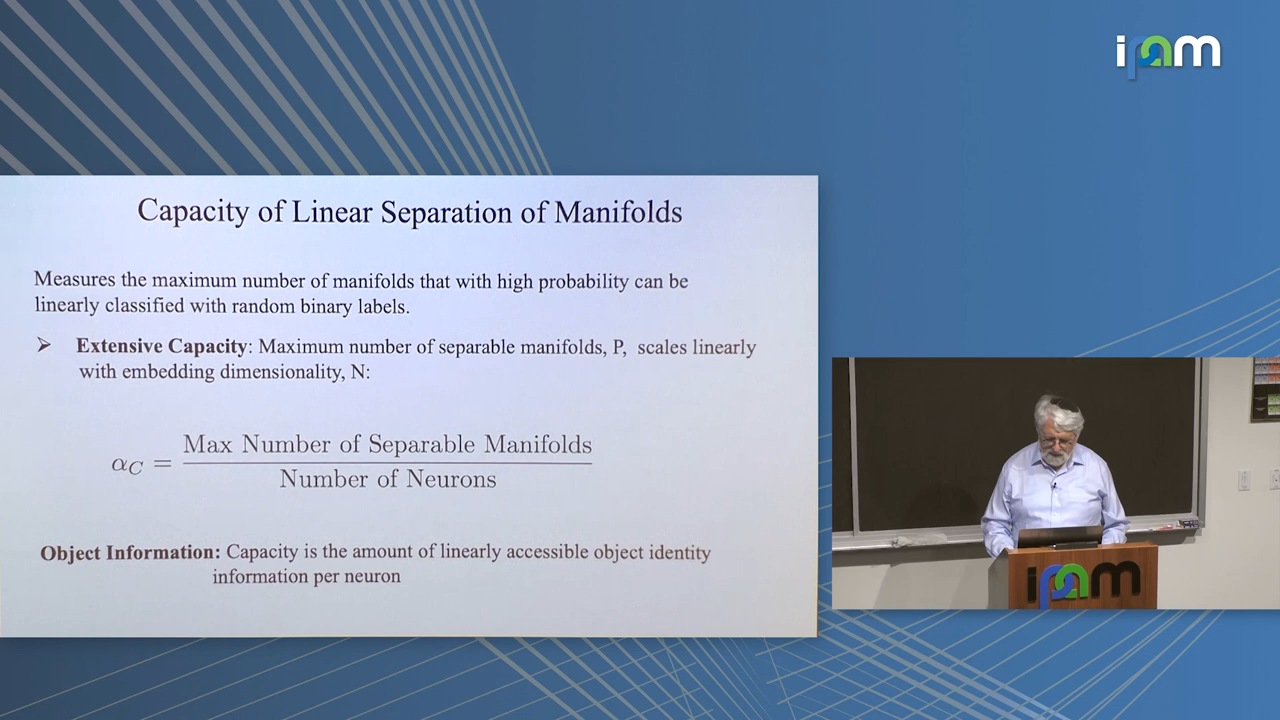 ipam
Capacity of Linear Separation of Manifolds
Measures the maximum number of manifolds that with high probability can be
linearly classified with random binary labels.
➤ Extensive Capacity: Maximum number of separable manifolds, P, scales linearly
with embedding dimensionality, N:
α_C = Max Number of Separable Manifolds
Number of Neurons
Object Information: Capacity is the amount of linearly accessible object identity
information per neuron
ipam